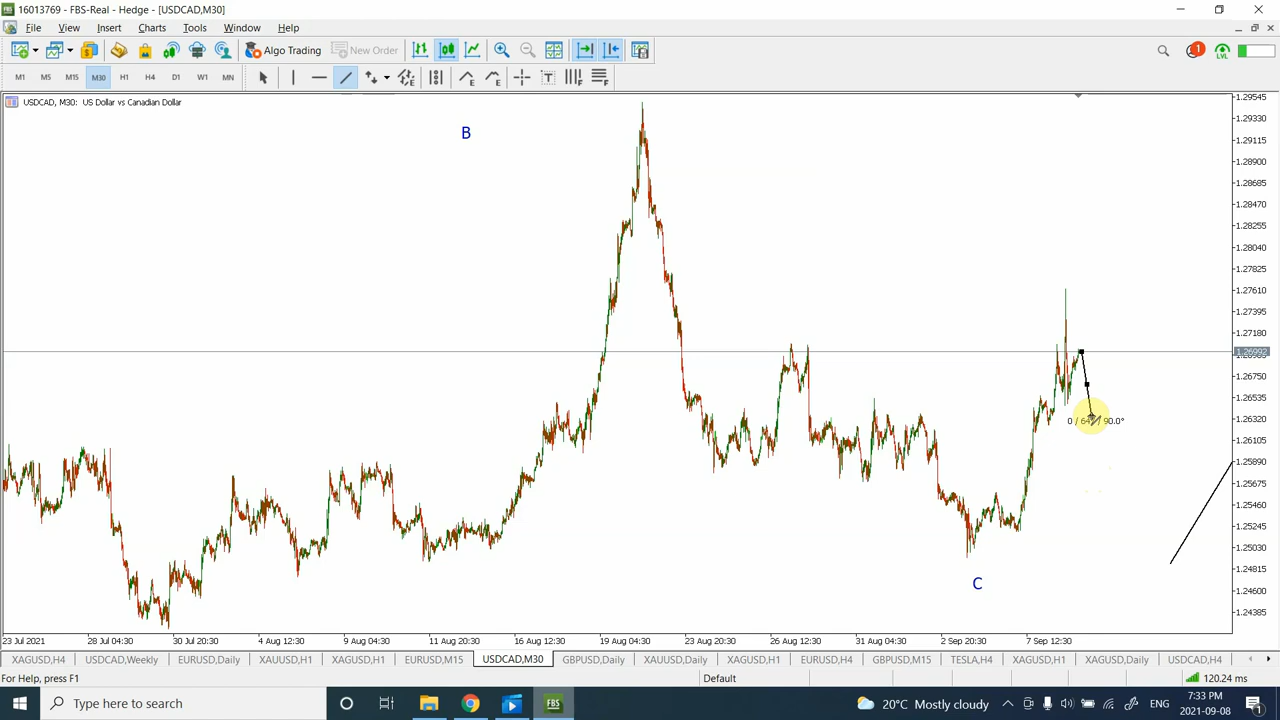 16013769 - FBS-Real - Hedge - [USDCAD,M30]
File View Insert Charts Tools Window Help
Algo Trading New Order 1 LVL
M1 M5 M15 M30 H1 H4 D1 W1 MN
USDCAD, M30: US Dollar vs Canadian Dollar
B
C
1.29545
1.29330
1.29115
1.28900
1.28685
1.28470
1.28255
1.28040
1.27825
1.27610
1.27395
1.27180
1.26992
1.26750
1.26535
1.26320
1.26105
1.25890
1.25675
1.25460
1.25030
1.24815
1.24600
1.24385
23 Jul 2021 28 Jul 04:30 30 Jul 20:30 4 Aug 12:30 9 Aug 04:30 11 Aug 20:30 16 Aug 12:30 19 Aug 04:30 23 Aug 20:30 26 Aug 12:30 31 Aug 04:30 2 Sep 20:30 7 Sep 12:30
XAGUSD,H4 USDCAD,Weekly EURUSD,Daily XAUUSD,H1 XAGUSD,H1 EURUSD,M15 USDCAD,M30 GBPUSD,Daily XAUUSD,Daily XAGUSD,H1 EURUSD,H4 GBPUSD,M15 TESLA,H4 XAGUSD,H1 XAGUSD,Daily USDCAD,H4
For Help, press F1 Default 120.24 ms
Type here to search 20°C Mostly cloudy ENG 7:33 PM
2021-09-08 1